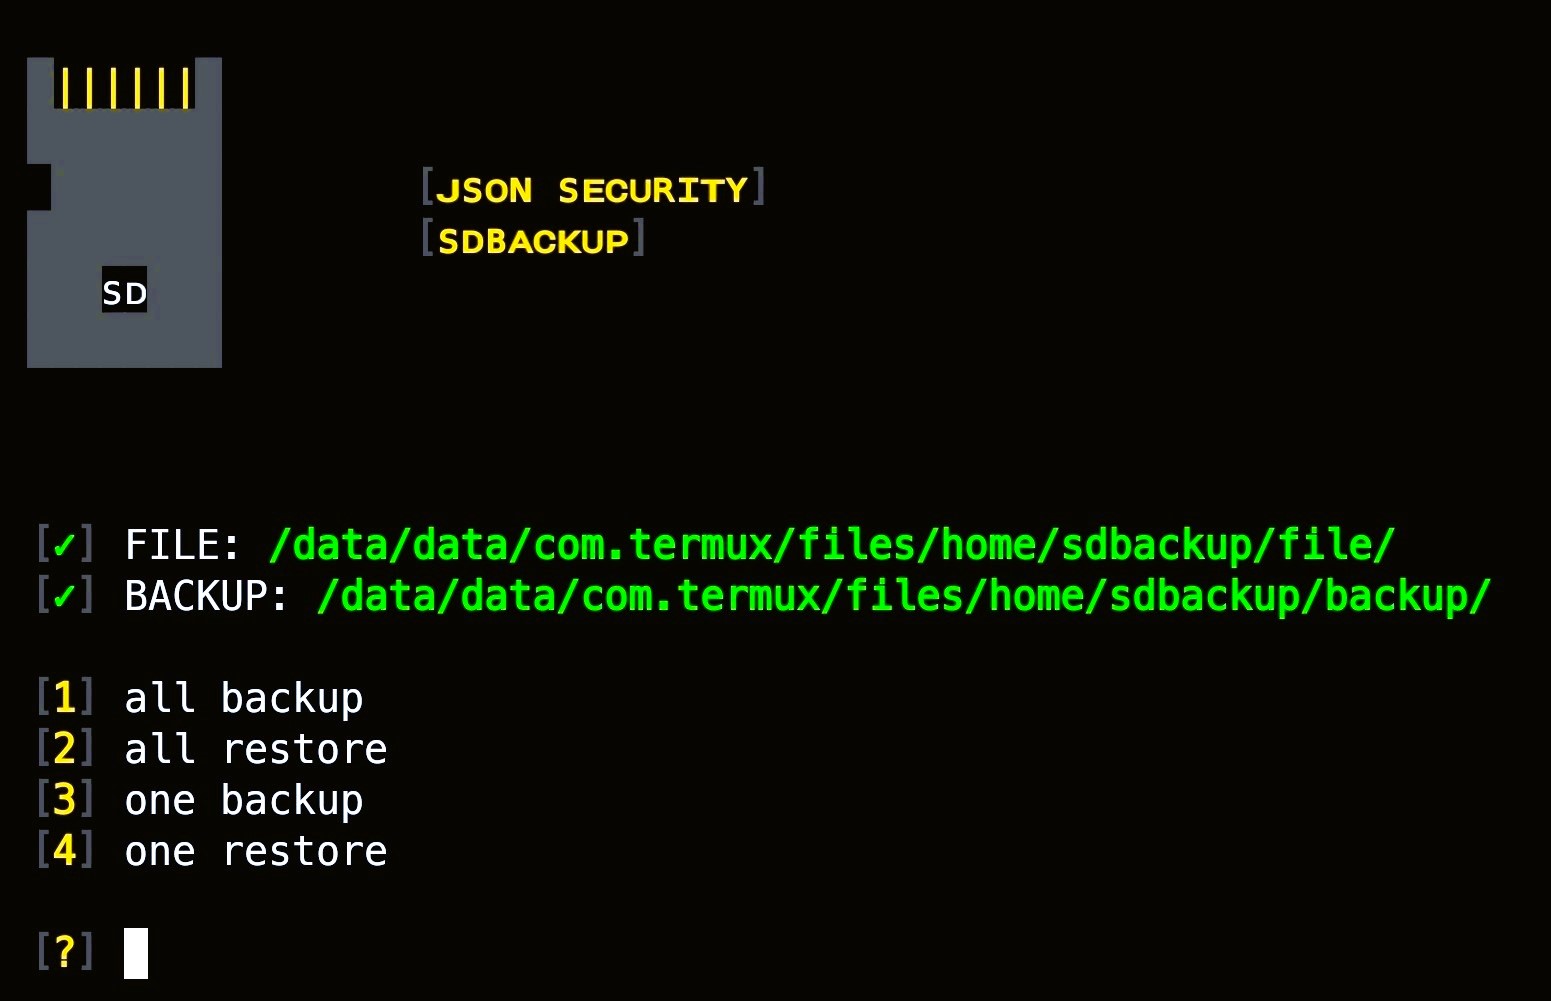 ||||||
[JSON SECURITY]
[SDBACKUP]
SD
[✓] FILE: /data/data/com.termux/files/home/sdbackup/file/
[✓] BACKUP: /data/data/com.termux/files/home/sdbackup/backup/
[1] all backup
[2] all restore
[3] one backup
[4] one restore
[?]